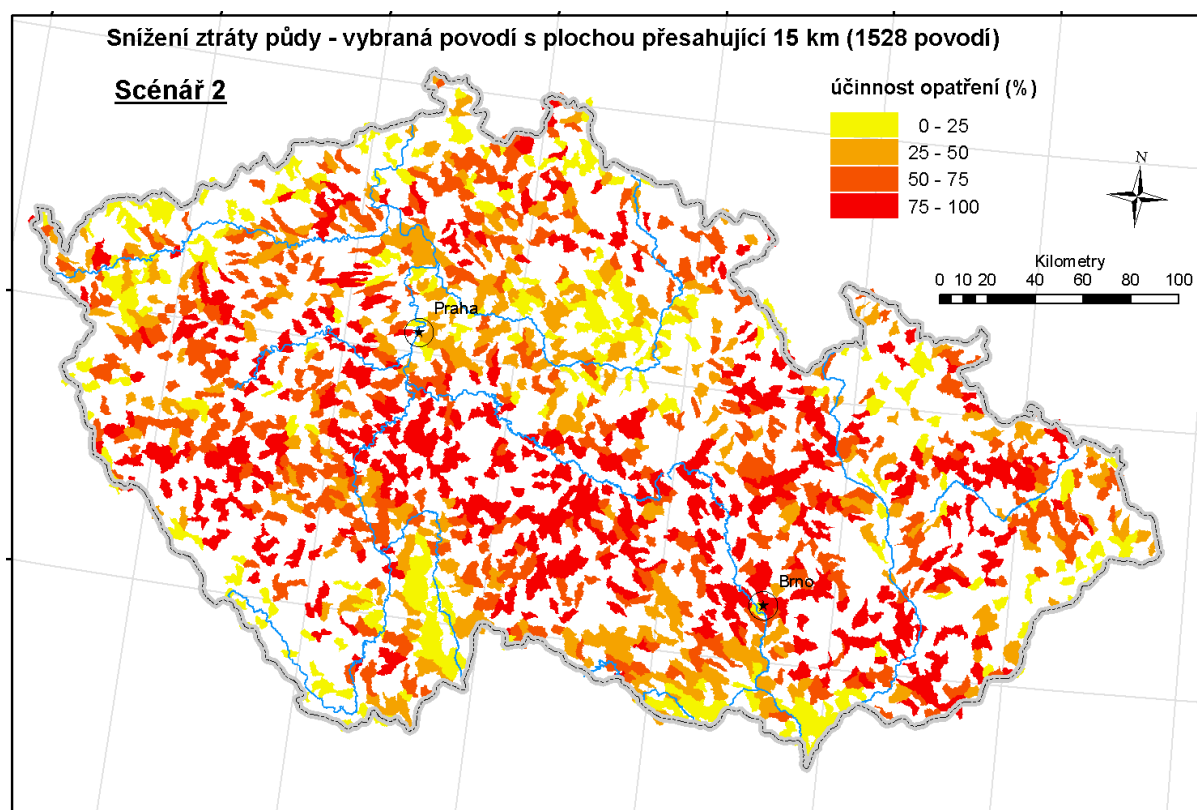 Snížení ztráty půdy - vybraná povodí s plochou přesahující 15 km (1528 povodí)
Scénář 2
účinnost opatření (%)
0 - 25
25 - 50
50 - 75
75 - 100
N
Kilometry
0 10 20 40 60 80 100
Praha
Brno